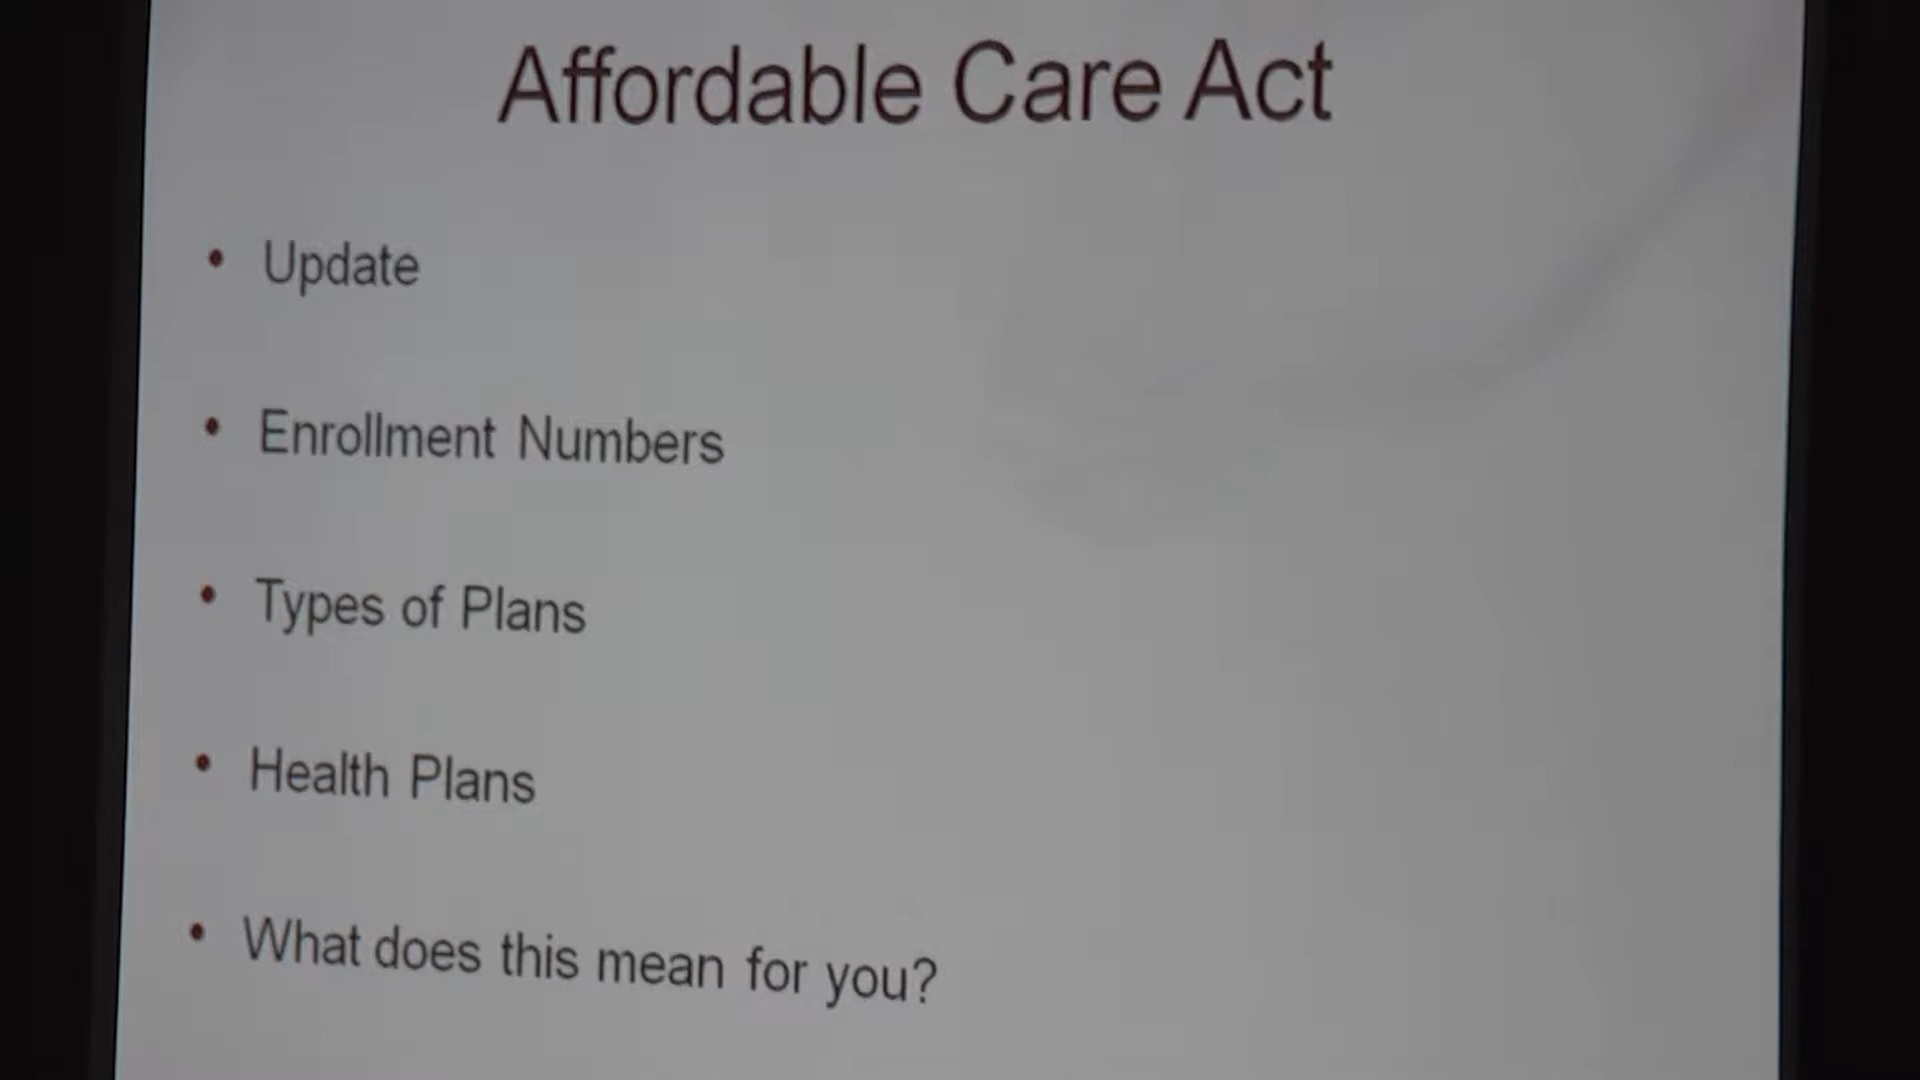 Affordable Care Act
• Update
• Enrollment Numbers
• Types of Plans
• Health Plans
• What does this mean for you?